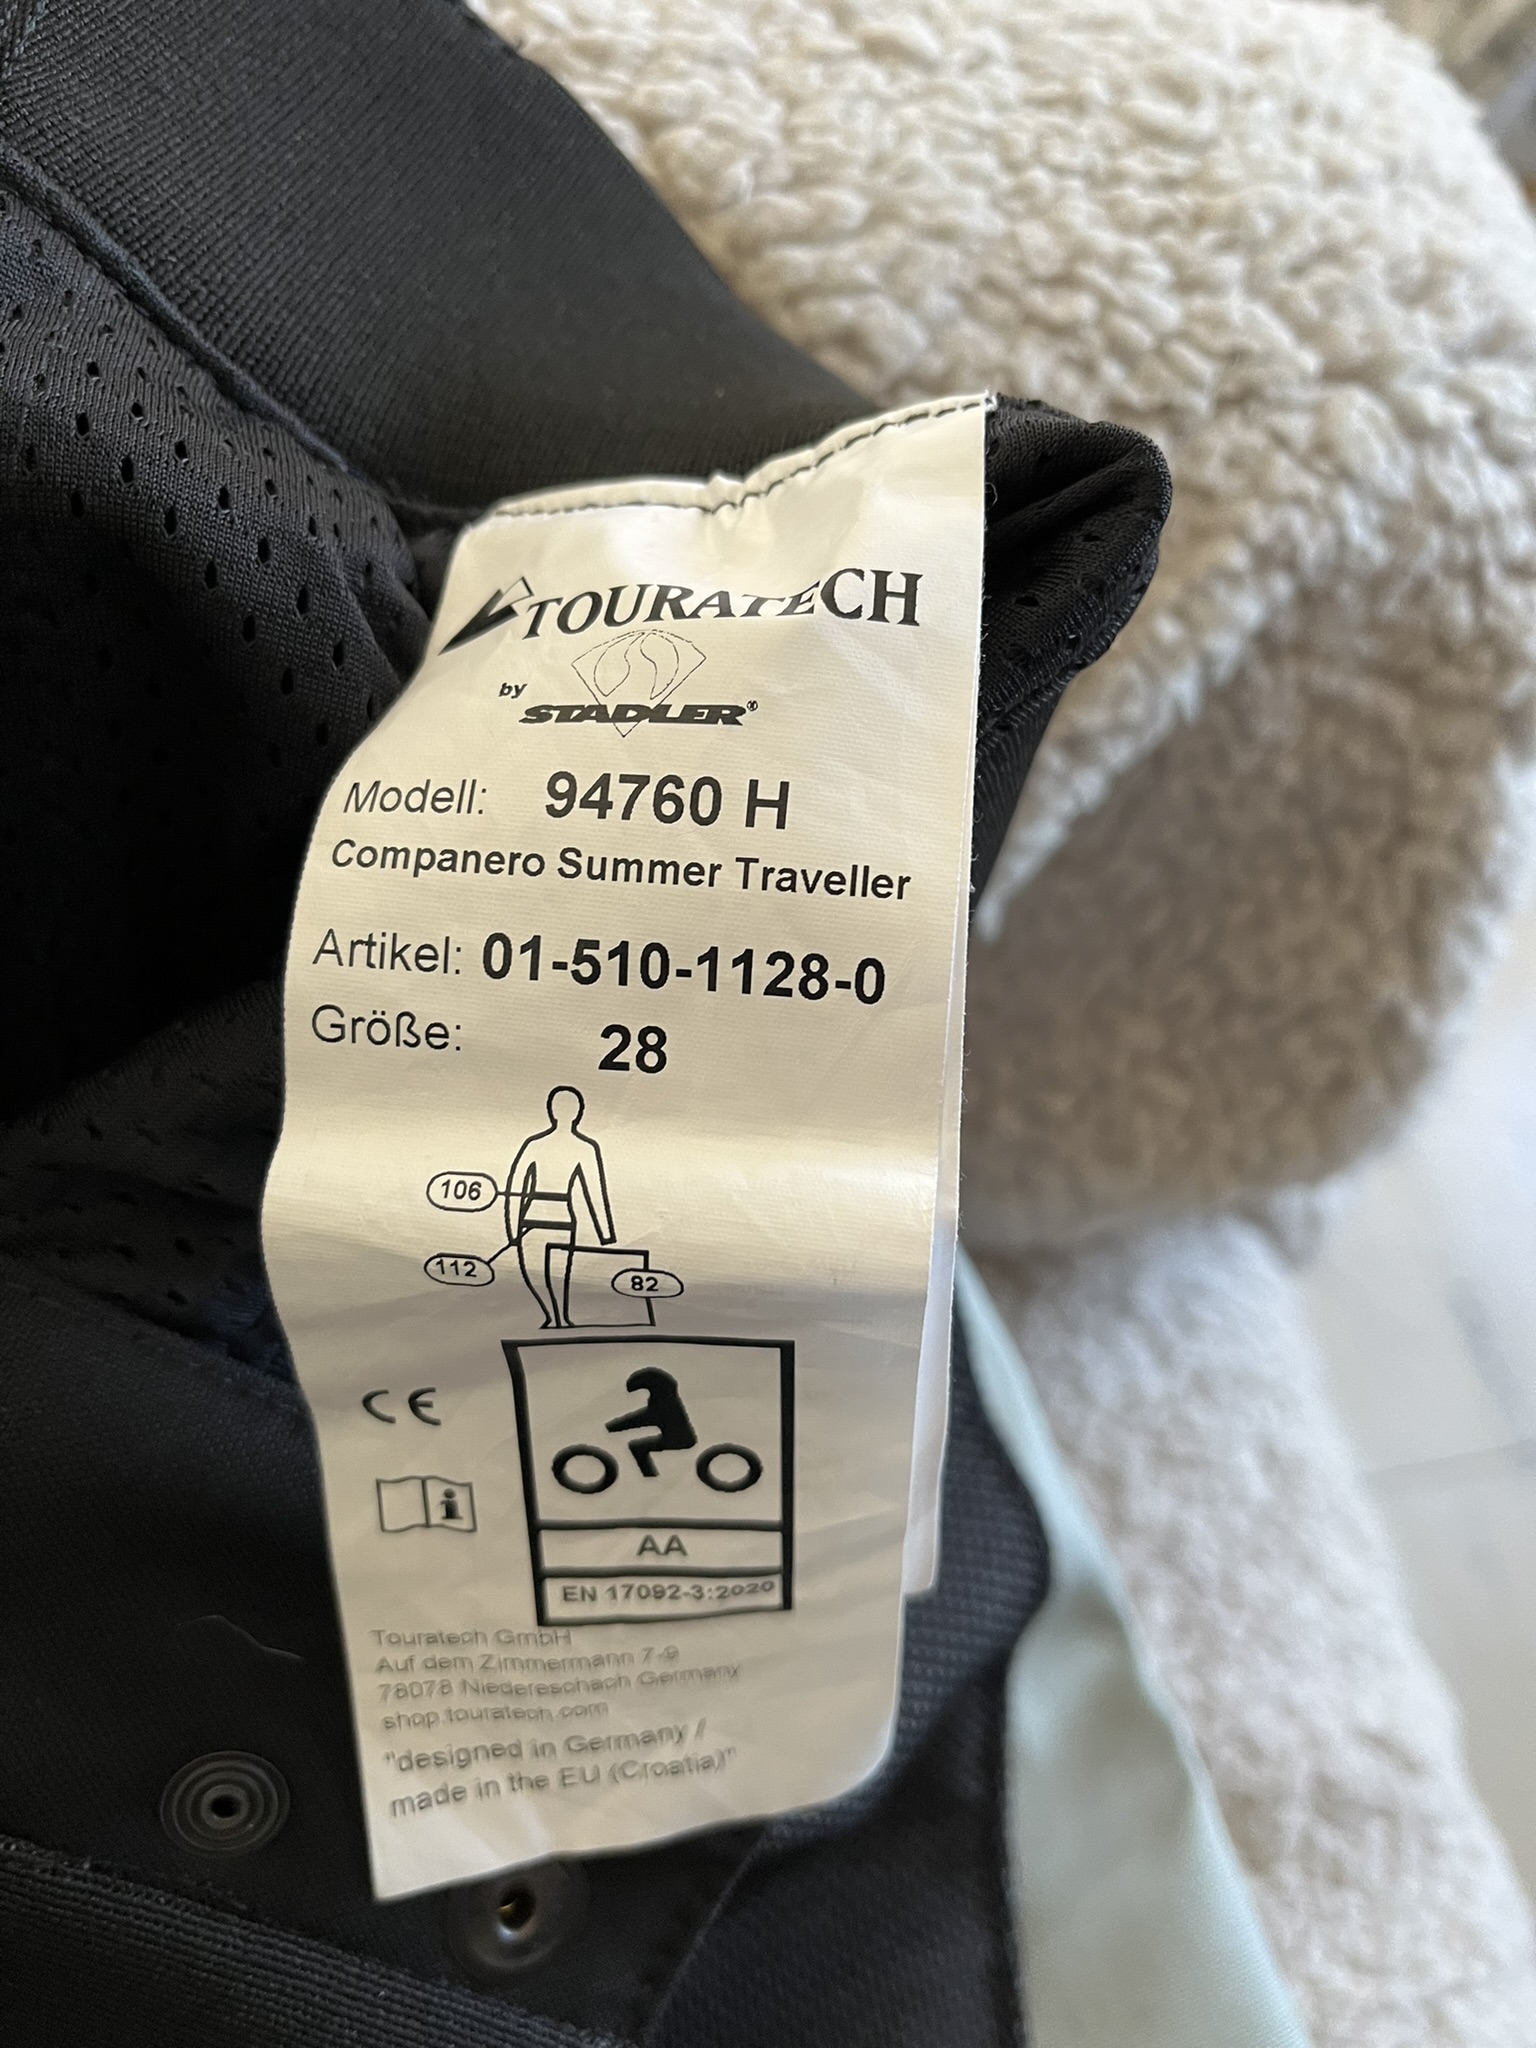 TOURATECH
by STADLER®
Modell: 94760 H
Companero Summer Traveller
Artikel: 01-510-1128-0
Größe: 28
106
112
82
CE
i
AA
EN 17092-3:2020
Touratech GmbH
Auf dem Zimmermann 7-9
78078 Niedereschach Germany
shop.touratech.com
"designed in Germany /
made in the EU (Croatia)"